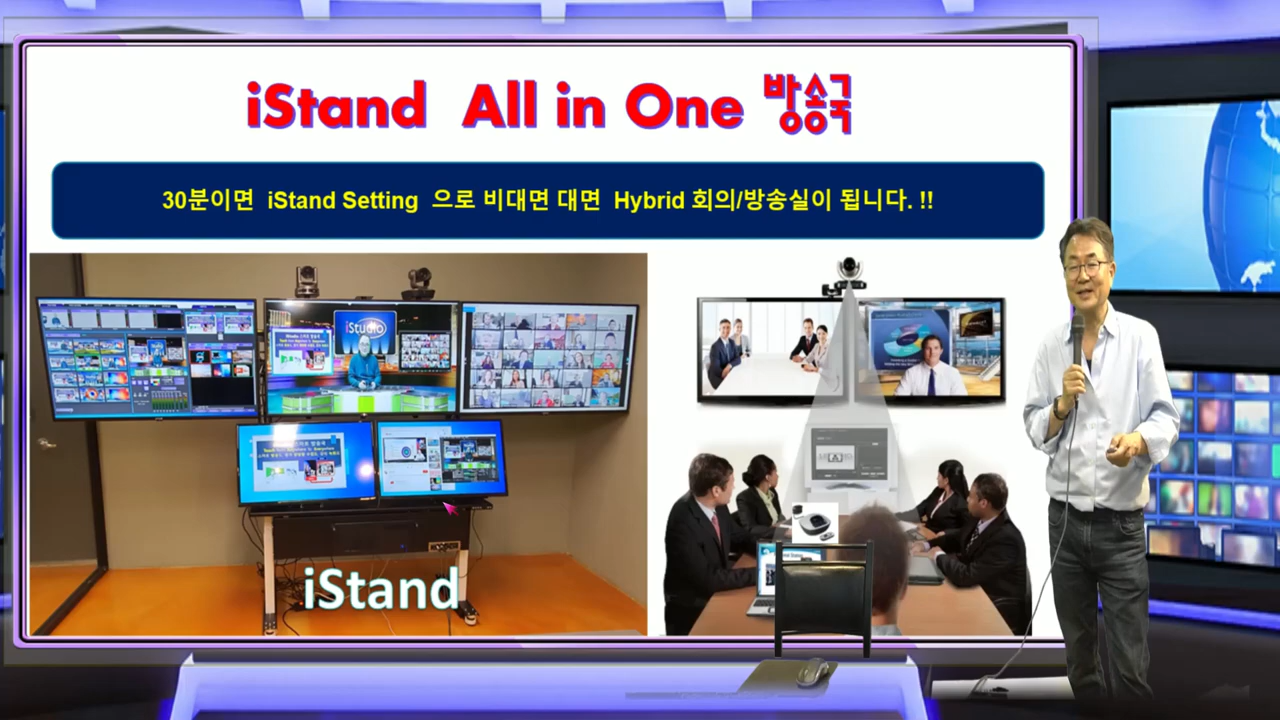 iStand All in One 방송국
30분이면 iStand Setting 으로 비대면 대면 Hybrid 회의/방송실이 됩니다. !!
iStudio
iStand